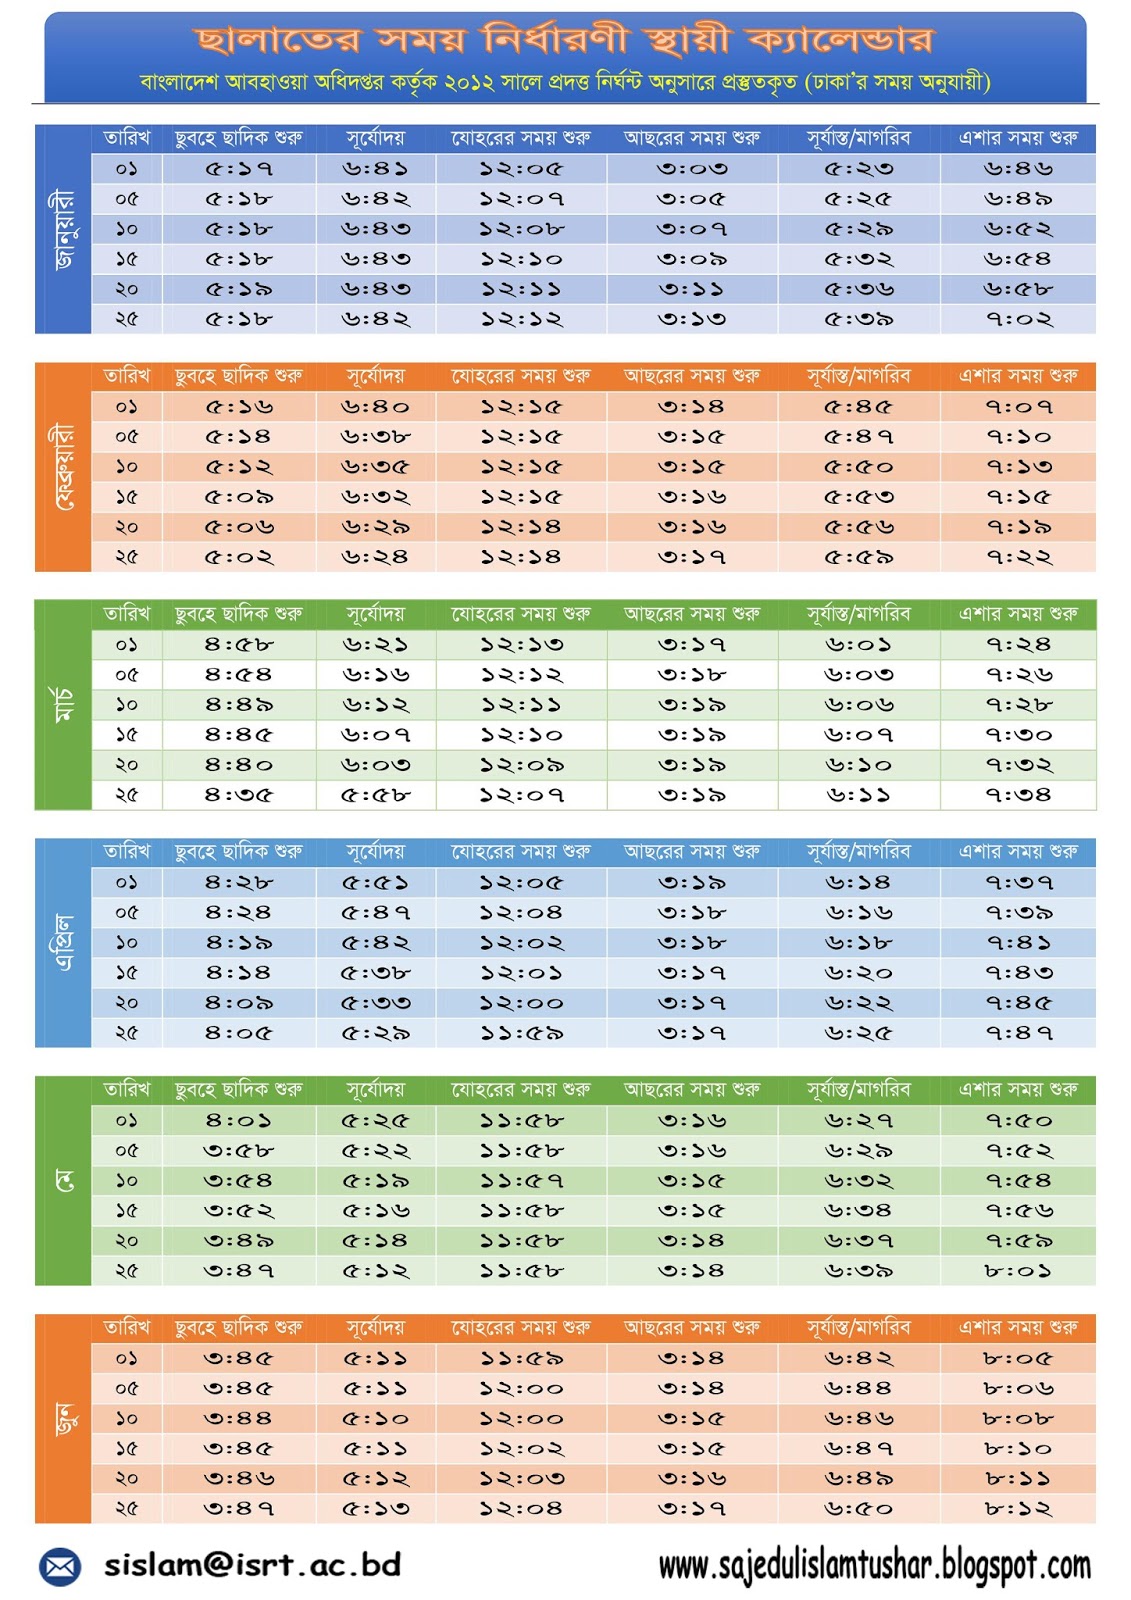 ছালাতের সময় নির্ধারণী স্থায়ী ক্যালেন্ডার
বাংলাদেশ আবহাওয়া অধিদপ্তর কর্তৃক ২০১২ সালে প্রদত্ত নির্ঘন্ট অনুসারে প্রস্তুতকৃত (ঢাকা'র সময় অনুযায়ী)
জানুয়ারী
তারিখ ছুবহে ছাদিক শুরু সূর্যোদয় যোহরের সময় শুরু আছরের সময় শুরু সূর্যাস্ত/মাগরিব এশার সময় শুরু
০১ ৫:১৭ ৬:৪১ ১২:০৫ ৩:০৩ ৫:২৩ ৬:৪৬
০৫ ৫:১৮ ৬:৪২ ১২:০৭ ৩:০৫ ৫:২৫ ৬:৪৯
১০ ৫:১৮ ৬:৪৩ ১২:০৮ ৩:০৭ ৫:২৯ ৬:৫২
১৫ ৫:১৮ ৬:৪৩ ১২:১০ ৩:০৯ ৫:৩২ ৬:৫৪
২০ ৫:১৯ ৬:৪৩ ১২:১১ ৩:১১ ৫:৩৬ ৬:৫৮
২৫ ৫:১৮ ৬:৪২ ১২:১২ ৩:১৩ ৫:৩৯ ৭:০২
ফেব্রুয়ারী
তারিখ ছুবহে ছাদিক শুরু সূর্যোদয় যোহরের সময় শুরু আছরের সময় শুরু সূর্যাস্ত/মাগরিব এশার সময় শুরু
০১ ৫:১৬ ৬:৪০ ১২:১৫ ৩:১৪ ৫:৪৫ ৭:০৭
০৫ ৫:১৪ ৬:৩৮ ১২:১৫ ৩:১৫ ৫:৪৭ ৭:১০
১০ ৫:১২ ৬:৩৫ ১২:১৫ ৩:১৫ ৫:৫০ ৭:১৩
১৫ ৫:০৯ ৬:৩২ ১২:১৫ ৩:১৬ ৫:৫৩ ৭:১৫
২০ ৫:০৬ ৬:২৯ ১২:১৪ ৩:১৬ ৫:৫৬ ৭:১৯
২৫ ৫:০২ ৬:২৪ ১২:১৪ ৩:১৭ ৫:৫৯ ৭:২২
মার্চ
তারিখ ছুবহে ছাদিক শুরু সূর্যোদয় যোহরের সময় শুরু আছরের সময় শুরু সূর্যাস্ত/মাগরিব এশার সময় শুরু
০১ ৪:৫৮ ৬:২১ ১২:১৩ ৩:১৭ ৬:০১ ৭:২৪
০৫ ৪:৫৪ ৬:১৬ ১২:১২ ৩:১৮ ৬:০৩ ৭:২৬
১০ ৪:৪৯ ৬:১২ ১২:১১ ৩:১৯ ৬:০৬ ৭:২৮
১৫ ৪:৪৫ ৬:০৭ ১২:১০ ৩:১৯ ৬:০৭ ৭:৩০
২০ ৪:৪০ ৬:০৩ ১২:০৯ ৩:১৯ ৬:১০ ৭:৩২
২৫ ৪:৩৫ ৫:৫৮ ১২:০৭ ৩:১৯ ৬:১১ ৭:৩৪
এপ্রিল
তারিখ ছুবহে ছাদিক শুরু সূর্যোদয় যোহরের সময় শুরু আছরের সময় শুরু সূর্যাস্ত/মাগরিব এশার সময় শুরু
০১ ৪:২৮ ৫:৫১ ১২:০৫ ৩:১৯ ৬:১৪ ৭:৩৭
০৫ ৪:২৪ ৫:৪৭ ১২:০৪ ৩:১৮ ৬:১৬ ৭:৩৯
১০ ৪:১৯ ৫:৪২ ১২:০২ ৩:১৮ ৬:১৮ ৭:৪১
১৫ ৪:১৪ ৫:৩৮ ১২:০১ ৩:১৭ ৬:২০ ৭:৪৩
২০ ৪:০৯ ৫:৩৩ ১২:০০ ৩:১৭ ৬:২২ ৭:৪৫
২৫ ৪:০৫ ৫:২৯ ১১:৫৯ ৩:১৭ ৬:২৫ ৭:৪৭
মে
তারিখ ছুবহে ছাদিক শুরু সূর্যোদয় যোহরের সময় শুরু আছরের সময় শুরু সূর্যাস্ত/মাগরিব এশার সময় শুরু
০১ ৪:০১ ৫:২৫ ১১:৫৮ ৩:১৬ ৬:২৭ ৭:৫০
০৫ ৩:৫৮ ৫:২২ ১১:৫৮ ৩:১৬ ৬:২৯ ৭:৫২
১০ ৩:৫৪ ৫:১৯ ১১:৫৭ ৩:১৫ ৬:৩২ ৭:৫৪
১৫ ৩:৫২ ৫:১৬ ১১:৫৮ ৩:১৫ ৬:৩৪ ৭:৫৬
২০ ৩:৪৯ ৫:১৪ ১১:৫৮ ৩:১৪ ৬:৩৭ ৭:৫৯
২৫ ৩:৪৭ ৫:১২ ১১:৫৮ ৩:১৪ ৬:৩৯ ৮:০১
জুন
তারিখ ছুবহে ছাদিক শুরু সূর্যোদয় যোহরের সময় শুরু আছরের সময় শুরু সূর্যাস্ত/মাগরিব এশার সময় শুরু
০১ ৩:৪৫ ৫:১১ ১১:৫৯ ৩:১৪ ৬:৪২ ৮:০৫
০৫ ৩:৪৫ ৫:১১ ১২:০০ ৩:১৪ ৬:৪৪ ৮:০৬
১০ ৩:৪৪ ৫:১০ ১২:০০ ৩:১৫ ৬:৪৬ ৮:০৮
১৫ ৩:৪৫ ৫:১১ ১২:০২ ৩:১৫ ৬:৪৭ ৮:১০
২০ ৩:৪৬ ৫:১২ ১২:০৩ ৩:১৬ ৬:৪৯ ৮:১১
২৫ ৩:৪৭ ৫:১৩ ১২:০৪ ৩:১৭ ৬:৫০ ৮:১২
sislam@isrt.ac.bd www.sajedulislamtushar.blogspot.com